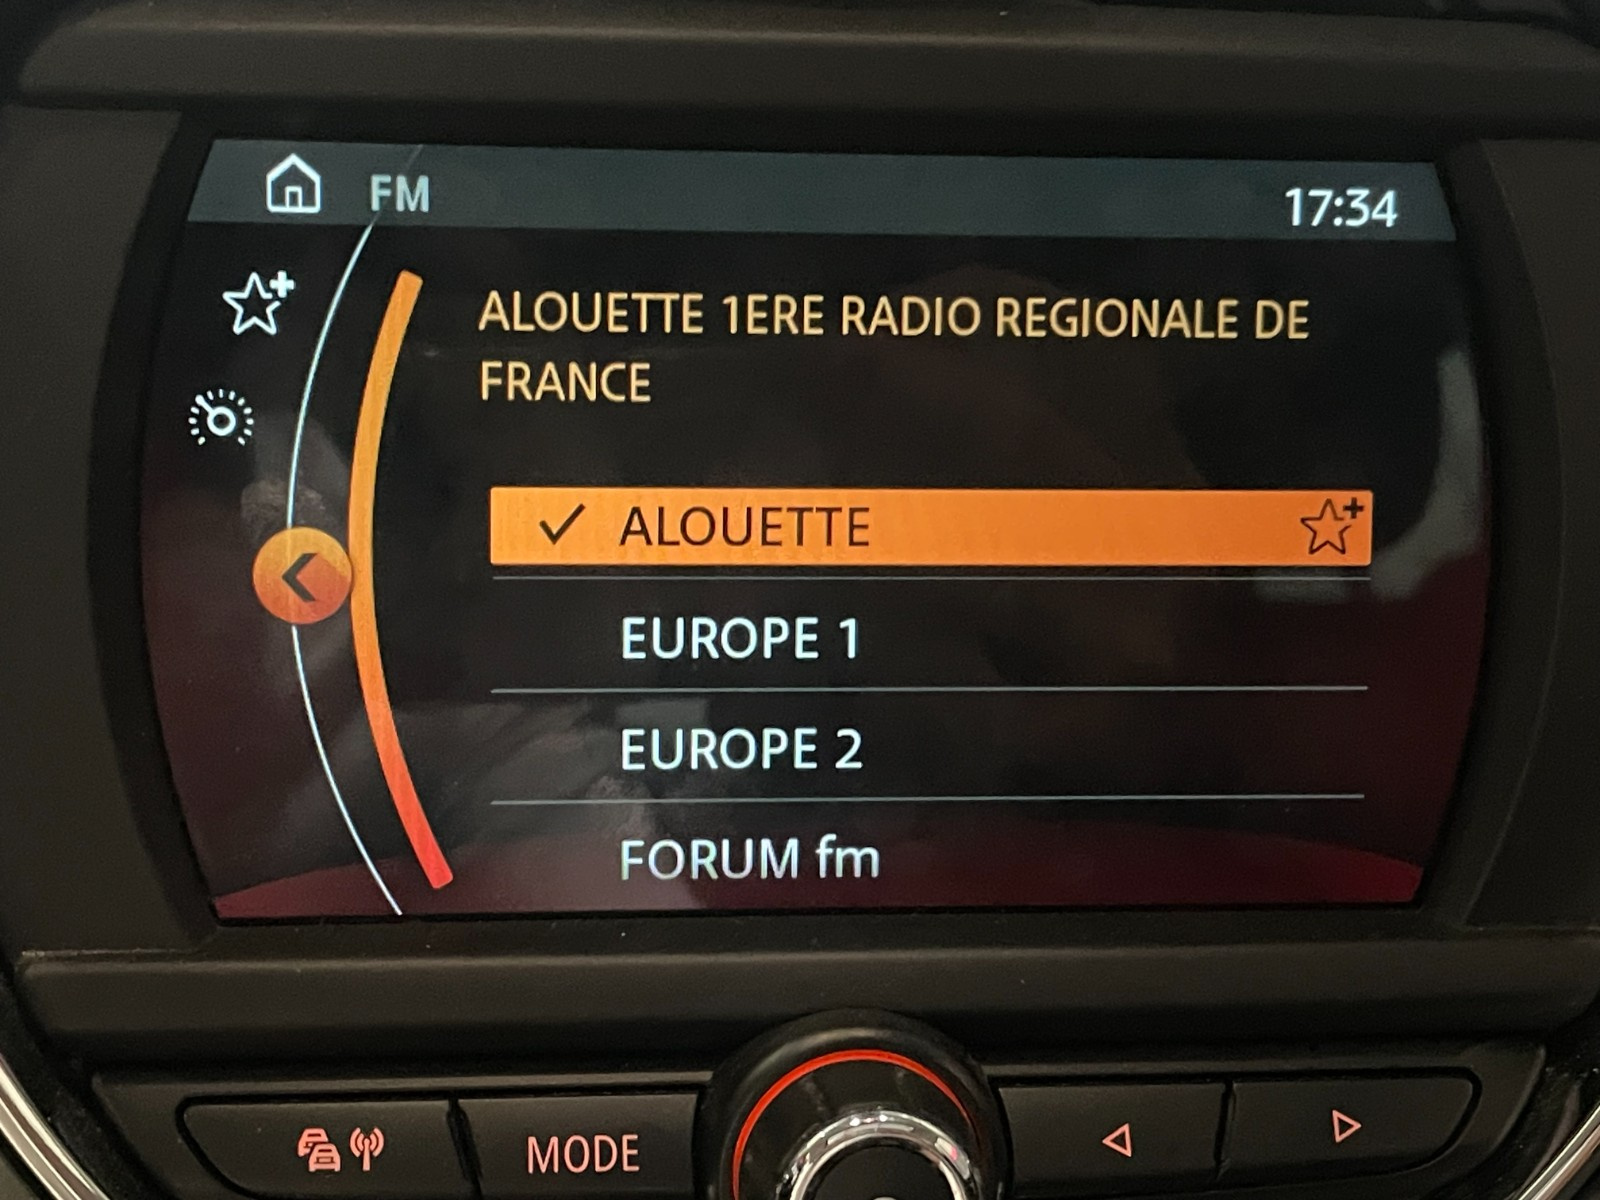 FM
17:34
ALOUETTE 1ERE RADIO REGIONALE DE
FRANCE
ALOUETTE
EUROPE 1
EUROPE 2
FORUM fm
MODE